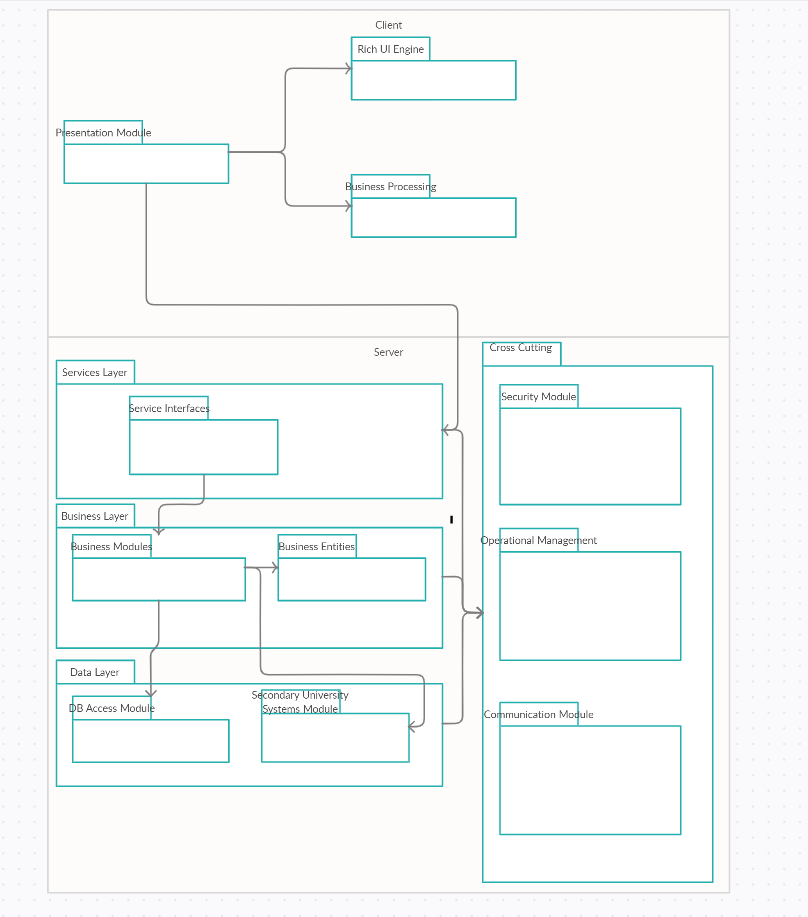 Client
Rich UI Engine
Presentation Module
Business Processing
Server
Cross Cutting
Services Layer
Security Module
Service Interfaces
Business Layer
Operational Management
Business Modules
Business Entities
Data Layer
Secondary University
Systems Module
DB Access Module
Communication Module